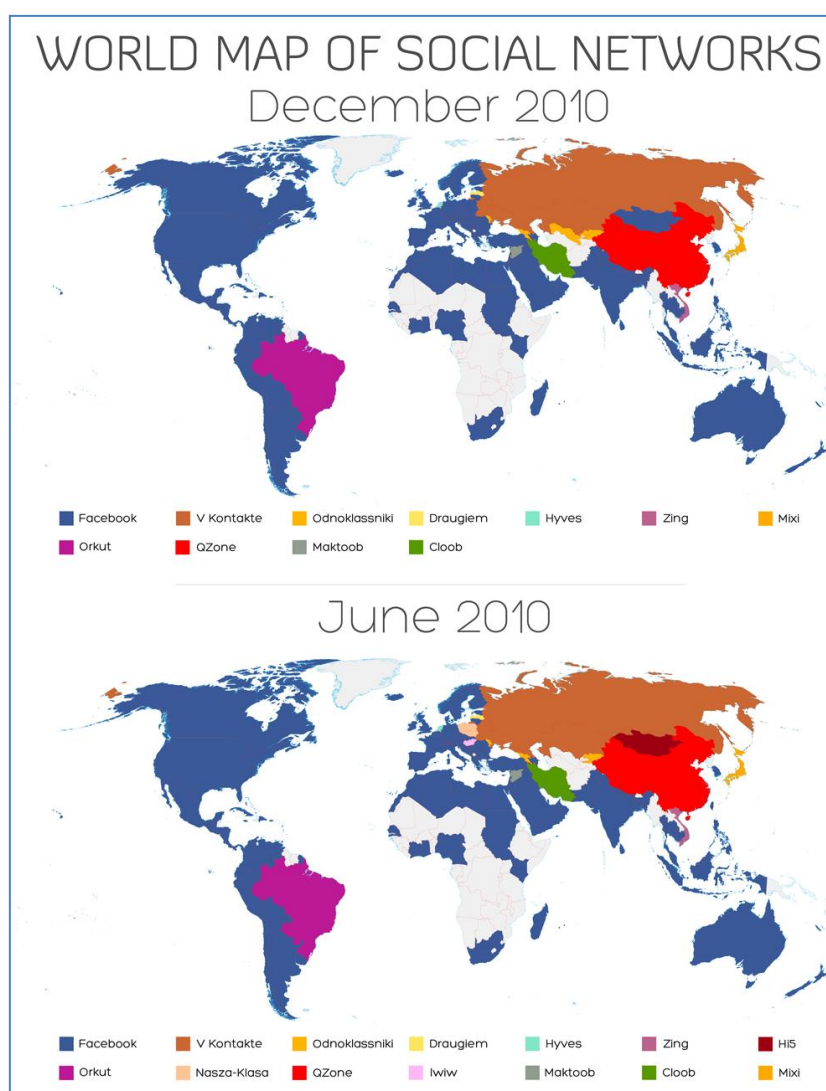 WORLD MAP OF SOCIAL NETWORKS
December 2010
Facebook V Kontakte Odnoklassniki Draugiem Hyves Zing Mixi
Orkut QZone Maktoob Cloob
June 2010
Facebook V Kontakte Odnoklassniki Draugiem Hyves Zing Hi5
Orkut Nasza-Klasa QZone Iwiw Maktoob Cloob Mixi